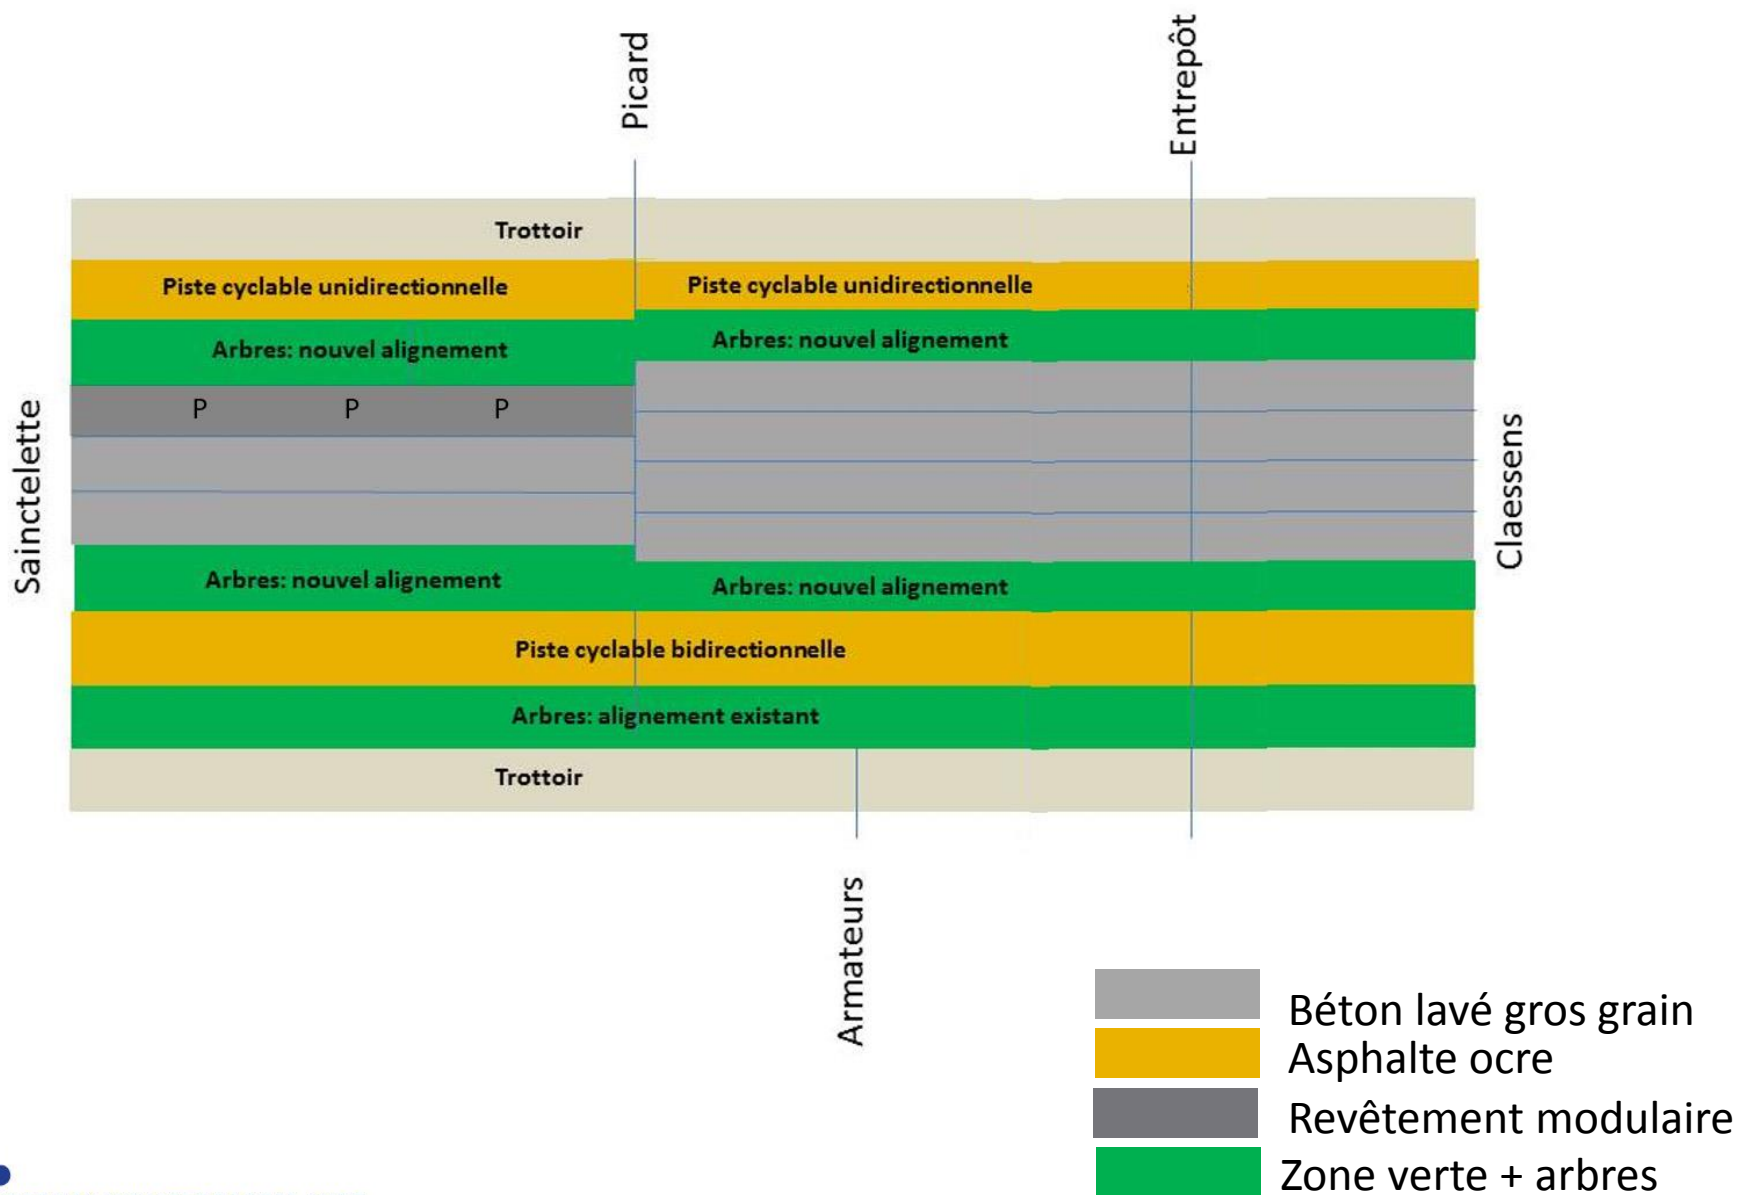 Picard
Entrepôt
Trottoir
Piste cyclable unidirectionnelle
Piste cyclable unidirectionnelle
Arbres: nouvel alignement
Arbres: nouvel alignement
P P P
Sainctelette
Claessens
Arbres: nouvel alignement
Arbres: nouvel alignement
Piste cyclable bidirectionnelle
Arbres: alignement existant
Trottoir
Armateurs
Béton lavé gros grain
Asphalte ocre
Revêtement modulaire
Zone verte + arbres